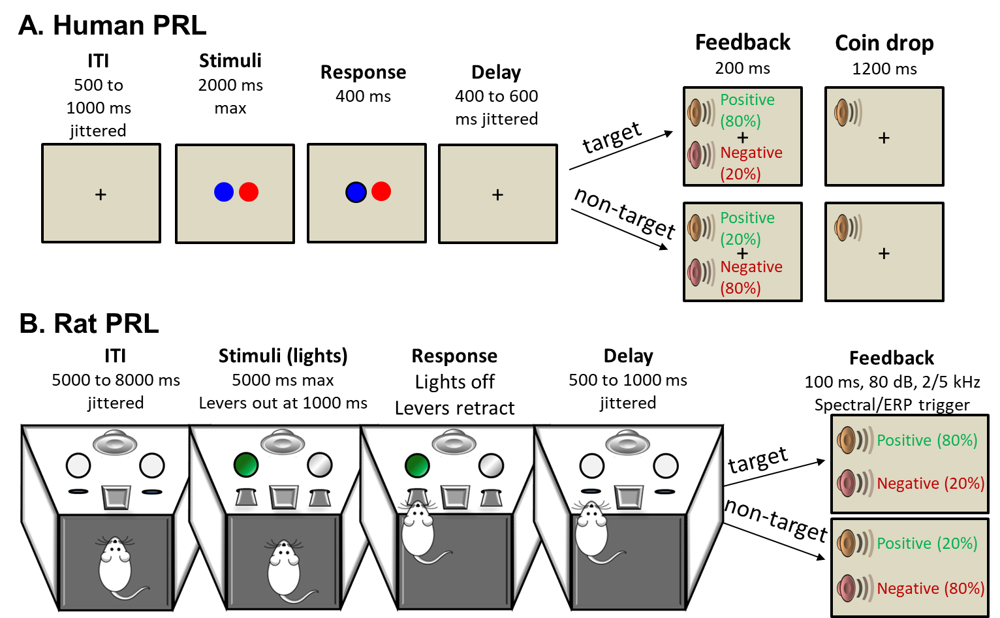 A. Human PRL
ITI
500 to
1000 ms
jittered
Stimuli
2000 ms
max
Response
400 ms
Delay
400 to 600
ms jittered
target
non-target
Feedback
200 ms
Positive
(80%)
+
Negative
(20%)
Positive
(20%)
+
Negative
(80%)
Coin drop
1200 ms
+
+
+
+
B. Rat PRL
ITI
5000 to 8000 ms
jittered
Stimuli (lights)
5000 ms max
Levers out at 1000 ms
Response
Lights off
Levers retract
Delay
500 to 1000 ms
jittered
target
non-target
Feedback
100 ms, 80 dB, 2/5 kHz
Spectral/ERP trigger
Positive (80%)
Negative (20%)
Positive (20%)
Negative (80%)